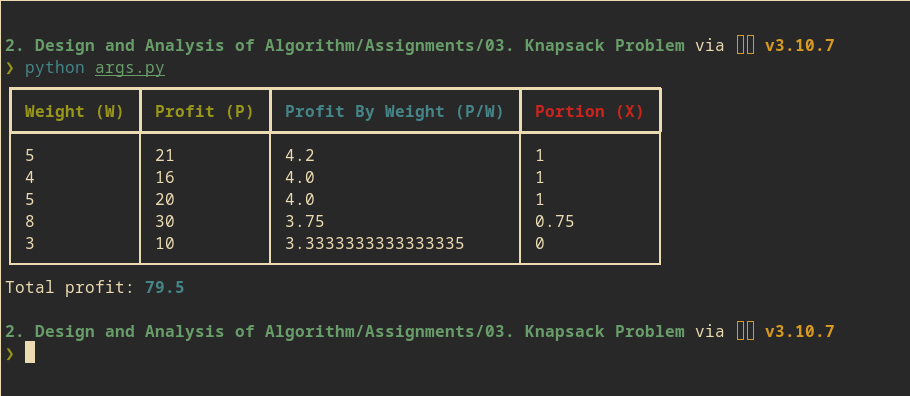 2. Design and Analysis of Algorithm/Assignments/03. Knapsack Problem via v3.10.7
❯ python args.py
Weight (W) Profit (P) Profit By Weight (P/W) Portion (X)
5 21 4.2 1
4 16 4.0 1
5 20 4.0 1
8 30 3.75 0.75
3 10 3.3333333333333335 0
Total profit: 79.5
2. Design and Analysis of Algorithm/Assignments/03. Knapsack Problem via v3.10.7
❯